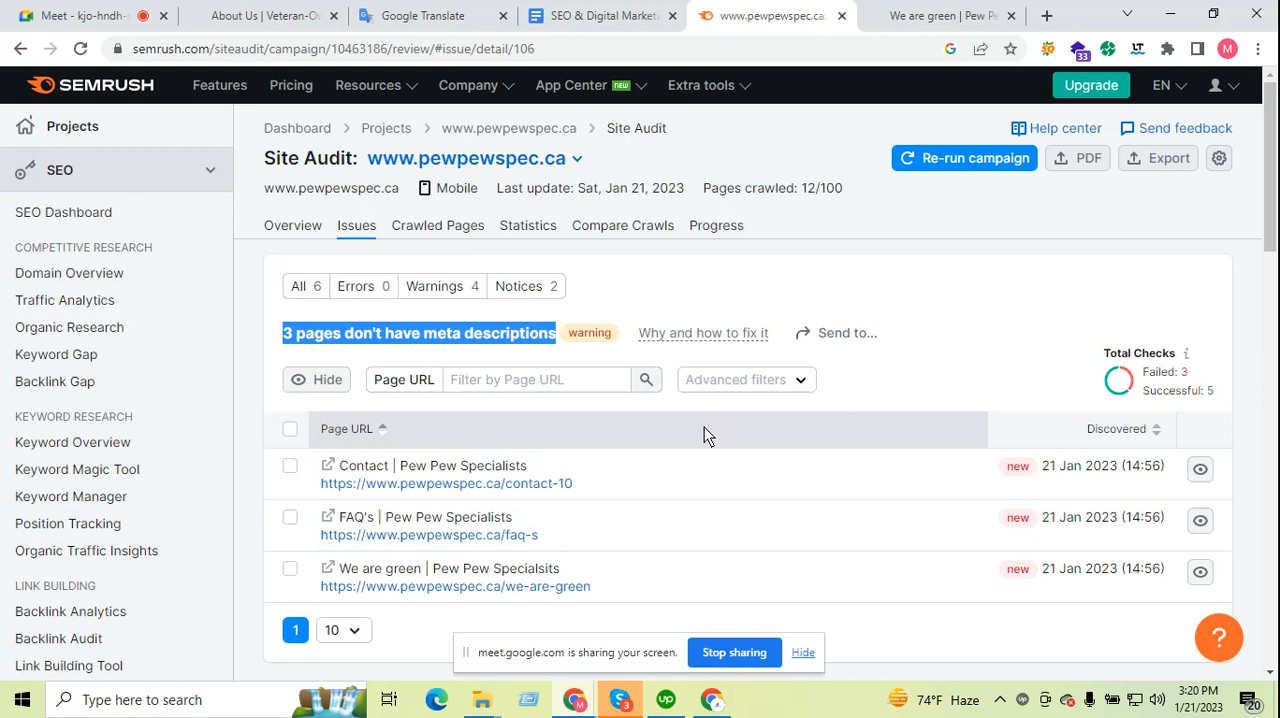 Meet - kjo-hndh-
About Us | Veteran-Ow
Google Translate
SEO & Digital Marketi
www.pewpewspec.ca
We are green | Pew Pe
semrush.com/siteaudit/campaign/10463186/review/#issue/detail/106
33
LT
M
SEMRUSH
Features
Pricing
Resources
Company
App Center NEW
Extra tools
Upgrade
EN
Projects
SEO
SEO Dashboard
COMPETITIVE RESEARCH
Domain Overview
Traffic Analytics
Organic Research
Keyword Gap
Backlink Gap
KEYWORD RESEARCH
Keyword Overview
Keyword Magic Tool
Keyword Manager
Position Tracking
Organic Traffic Insights
LINK BUILDING
Backlink Analytics
Backlink Audit
Link Building Tool
Dashboard > Projects > www.pewpewspec.ca > Site Audit
Help center
Send feedback
Site Audit: www.pewpewspec.ca
Re-run campaign
PDF
Export
www.pewpewspec.ca
Mobile
Last update: Sat, Jan 21, 2023
Pages crawled: 12/100
Overview
Issues
Crawled Pages
Statistics
Compare Crawls
Progress
All 6
Errors 0
Warnings 4
Notices 2
3 pages don't have meta descriptions
warning
Why and how to fix it
Send to...
Total Checks i
Failed: 3
Successful: 5
Hide
Page URL
Filter by Page URL
Advanced filters
Page URL
Discovered
Contact | Pew Pew Specialists
https://www.pewpewspec.ca/contact-10
new 21 Jan 2023 (14:56)
FAQ's | Pew Pew Specialists
https://www.pewpewspec.ca/faq-s
new 21 Jan 2023 (14:56)
We are green | Pew Pew Specialsits
https://www.pewpewspec.ca/we-are-green
new 21 Jan 2023 (14:56)
1
10
meet.google.com is sharing your screen.
Stop sharing
Hide
?
Type here to search
M
3
up
74°F Haze
3:20 PM
1/21/2023
20